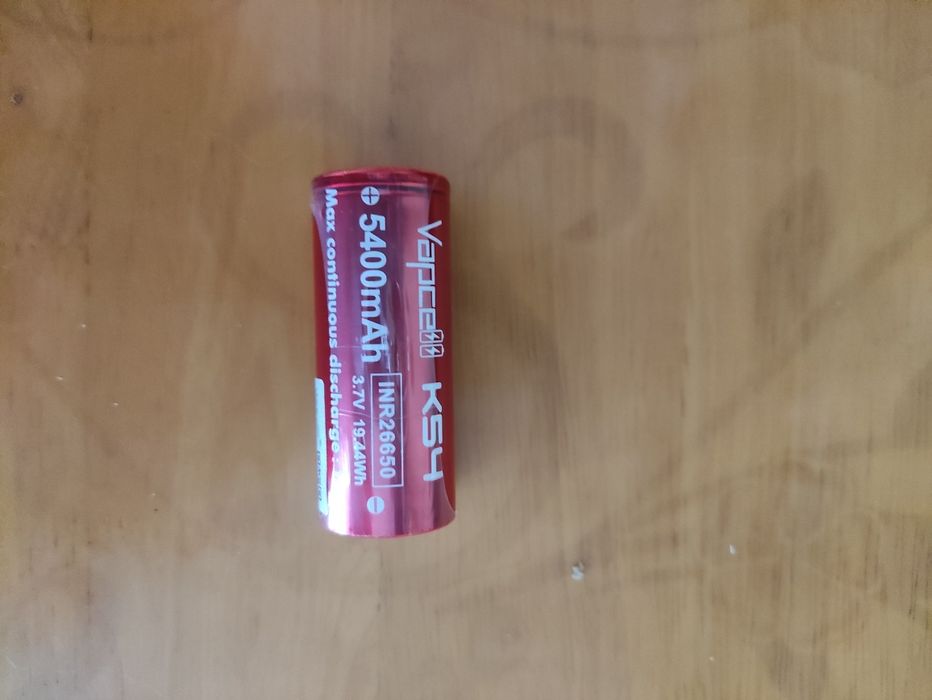 Vapcell K54
⊕ 5400mAh INR26650 ⊖
3.7V 19.44Wh
Max continuous discharge: